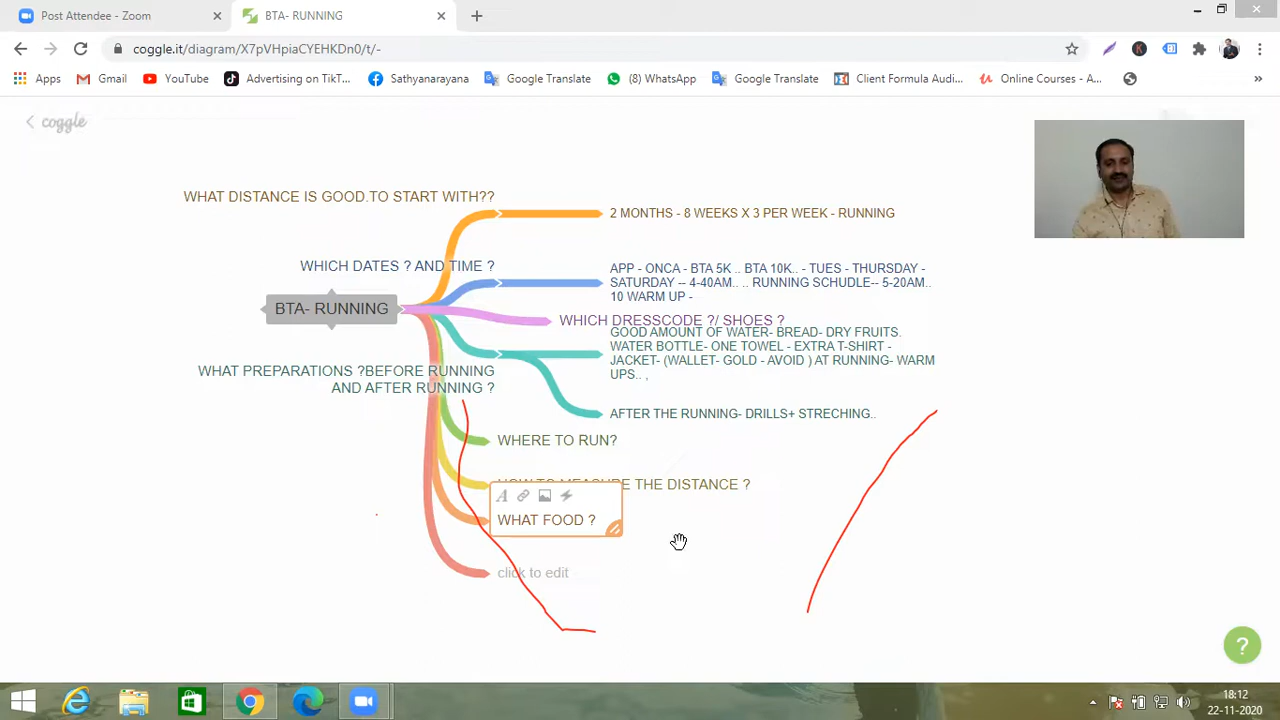 Post Attendee - Zoom
BTA- RUNNING
coggle.it/diagram/X7pVHpiaCYEHKDn0/t/-
Apps
Gmail
YouTube
Advertising on TikT...
Sathyanarayana
Google Translate
(8) WhatsApp
Google Translate
Client Formula Audi...
Online Courses - A...
»
coggle
WHAT DISTANCE IS GOOD.TO START WITH??
2 MONTHS - 8 WEEKS X 3 PER WEEK - RUNNING
WHICH DATES ? AND TIME ?
APP - ONCA - BTA 5K .. BTA 10K.. - TUES - THURSDAY -
SATURDAY -- 4-40AM.. .. RUNNING SCHUDLE-- 5-20AM..
10 WARM UP -
BTA- RUNNING
WHICH DRESSCODE ?/ SHOES ?
GOOD AMOUNT OF WATER- BREAD- DRY FRUITS.
WATER BOTTLE- ONE TOWEL - EXTRA T-SHIRT -
JACKET- (WALLET- GOLD - AVOID ) AT RUNNING- WARM
UPS.. ,
WHAT PREPARATIONS ?BEFORE RUNNING
AND AFTER RUNNING ?
AFTER THE RUNNING- DRILLS+ STRECHING..
WHERE TO RUN?
HOW TO MEASURE THE DISTANCE ?
WHAT FOOD ?
click to edit
?
18:12
22-11-2020